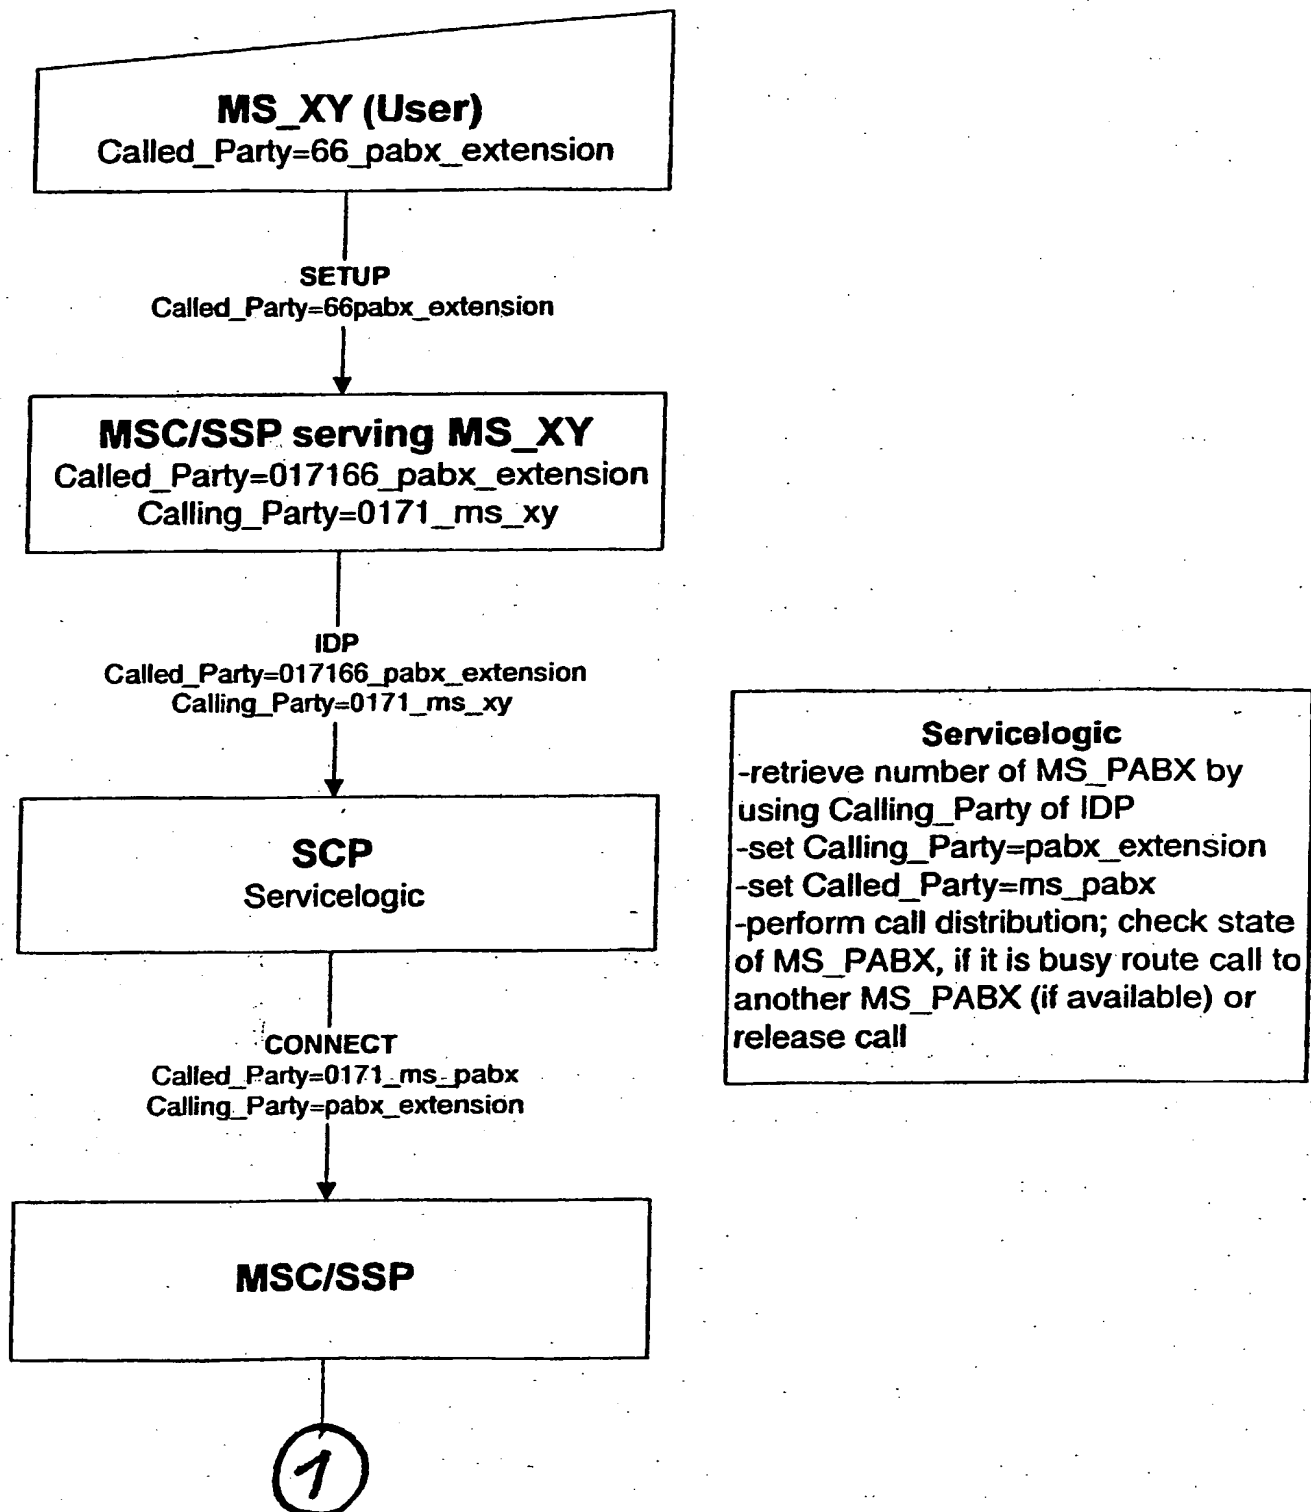 MS_XY (User)
Called_Party=66_pabx_extension
SETUP
Called_Party=66pabx_extension
MSC/SSP serving MS_XY
Called_Party=017166_pabx_extension
Calling_Party=0171_ms_xy
IDP
Called_Party=017166_pabx_extension
Calling_Party=0171_ms_xy
SCP
Servicelogic
CONNECT
Called_Party=0171_ms_pabx
Calling_Party=pabx_extension
MSC/SSP
1
Servicelogic
-retrieve number of MS_PABX by
using Calling_Party of IDP
-set Calling_Party=pabx_extension
-set Called_Party=ms_pabx
-perform call distribution; check state
of MS_PABX, if it is busy route call to
another MS_PABX (if available) or
release call